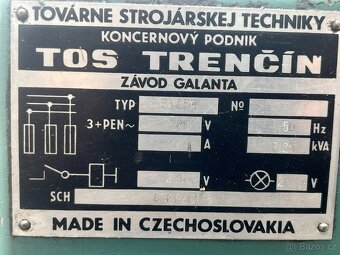 TOVÁRNE STROJÁRSKEJ TECHNIKY
KONCERNOVÝ PODNIK
TOS TRENČÍN
ZÁVOD GALANTA
TYP No
3+PEN~ V 50 Hz
A kVA
V V
SCH
MADE IN CZECHOSLOVAKIA